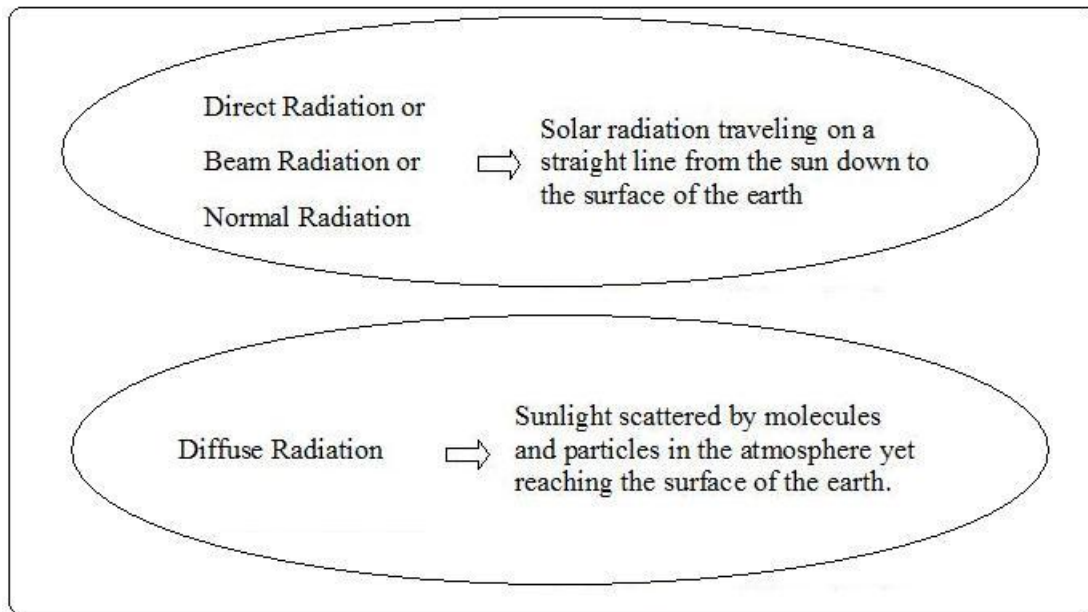 Direct Radiation or
Beam Radiation or
Normal Radiation
Solar radiation traveling on a
straight line from the sun down to
the surface of the earth
Diffuse Radiation
Sunlight scattered by molecules
and particles in the atmosphere yet
reaching the surface of the earth.